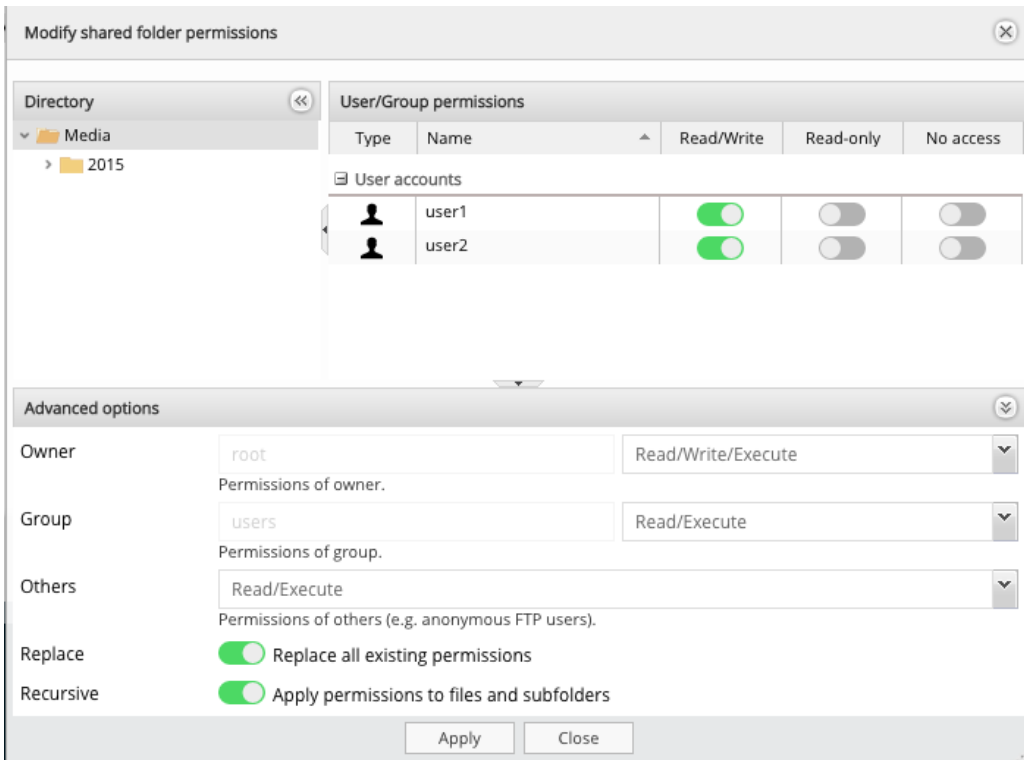 Modify shared folder permissions
Directory
Media
2015
User/Group permissions
Type Name Read/Write Read-only No access
User accounts
user1
user2
Advanced options
Owner root Read/Write/Execute
Permissions of owner.
Group users Read/Execute
Permissions of group.
Others Read/Execute
Permissions of others (e.g. anonymous FTP users).
Replace Replace all existing permissions
Recursive Apply permissions to files and subfolders
Apply Close